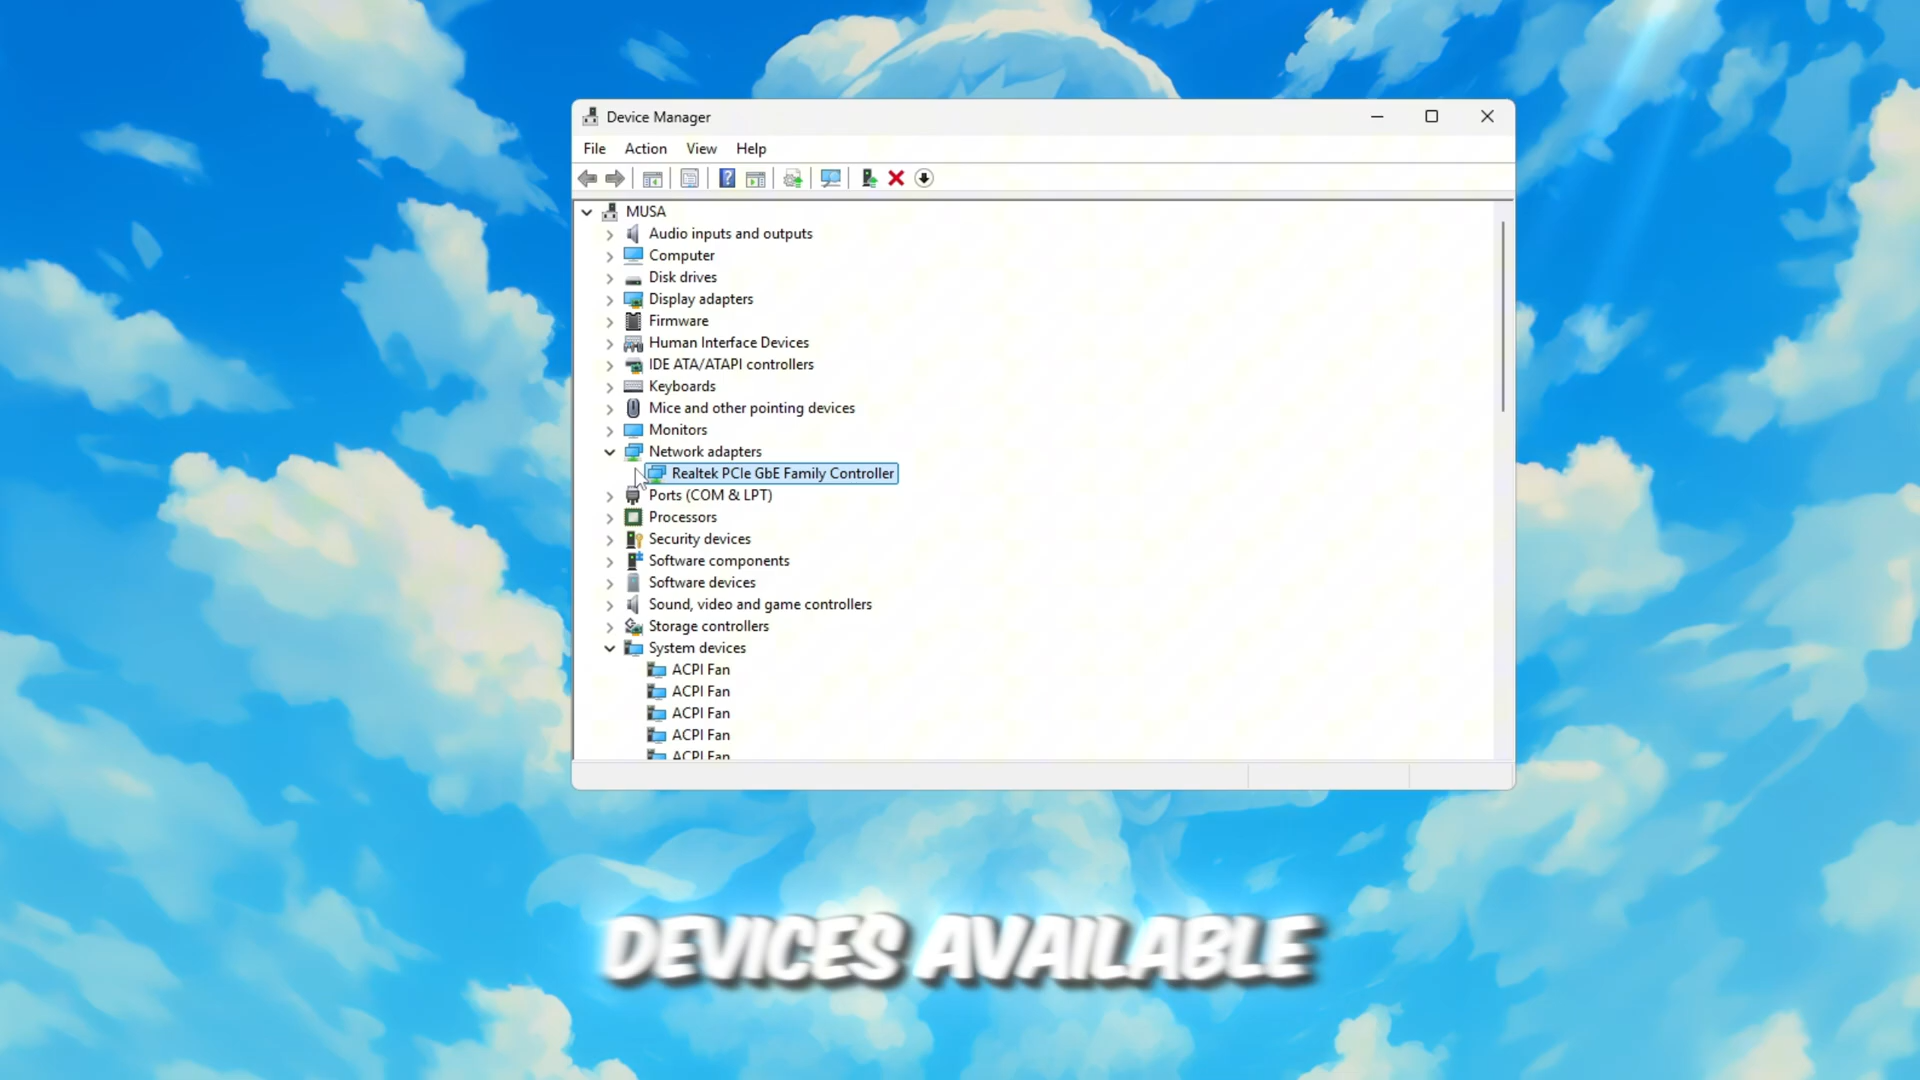 Device Manager
File Action View Help
MUSA
Audio inputs and outputs
Computer
Disk drives
Display adapters
Firmware
Human Interface Devices
IDE ATA/ATAPI controllers
Keyboards
Mice and other pointing devices
Monitors
Network adapters
Realtek PCIe GbE Family Controller
Ports (COM & LPT)
Processors
Security devices
Software components
Software devices
Sound, video and game controllers
Storage controllers
System devices
ACPI Fan
ACPI Fan
ACPI Fan
ACPI Fan
ACPI Fan
DEVICES AVAILABLE